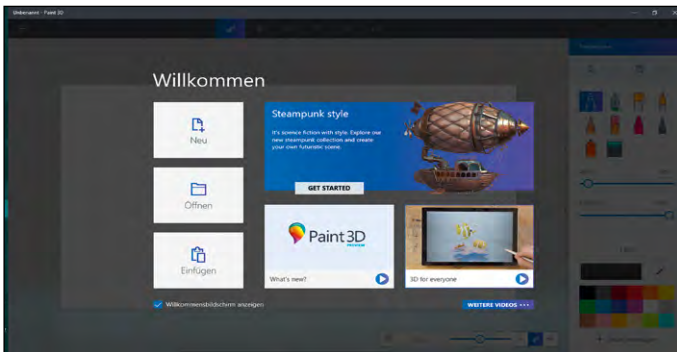 Unbenannt - Paint 3D
Willkommen
Neu
Öffnen
Einfügen
Steampunk style
It's science fiction with style. Explore our
new steampunk collection and create
your own futuristic scene.
GET STARTED
Paint 3D
PREVIEW
What's new?
3D for everyone
Willkommensbildschirm anzeigen
WEITERE VIDEOS